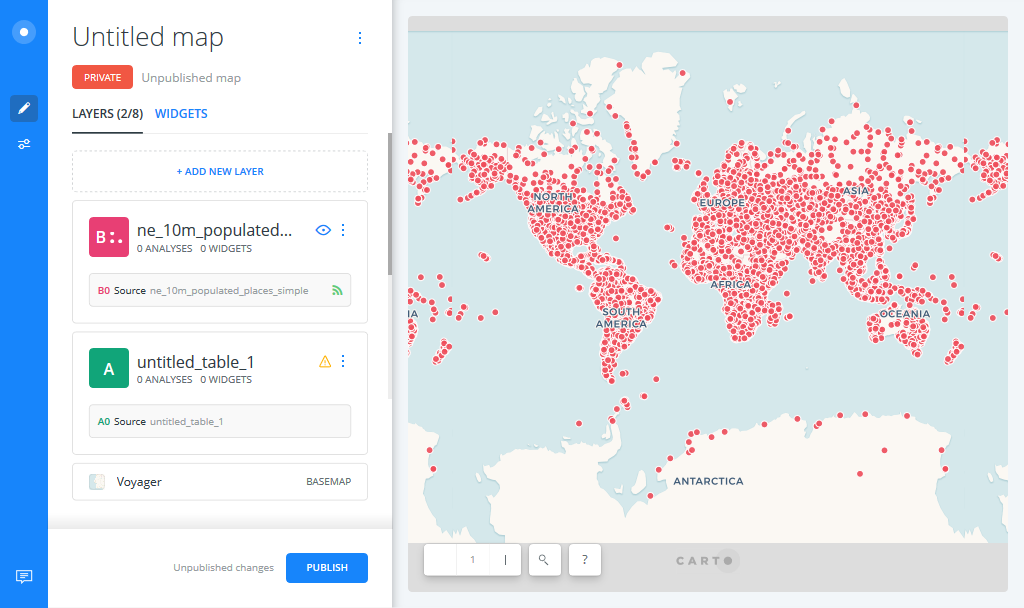 Untitled map
PRIVATE
Unpublished map
LAYERS (2/8)
WIDGETS
+ ADD NEW LAYER
B
ne_10m_populated...
0 ANALYSES 0 WIDGETS
B0 Source ne_10m_populated_places_simple
A
untitled_table_1
0 ANALYSES 0 WIDGETS
A0 Source untitled_table_1
Voyager
BASEMAP
Unpublished changes
PUBLISH
NORTH
AMERICA
EUROPE
ASIA
AFRICA
SOUTH
AMERICA
IA
OCEANIA
ANTARCTICA
1
?
CARTO